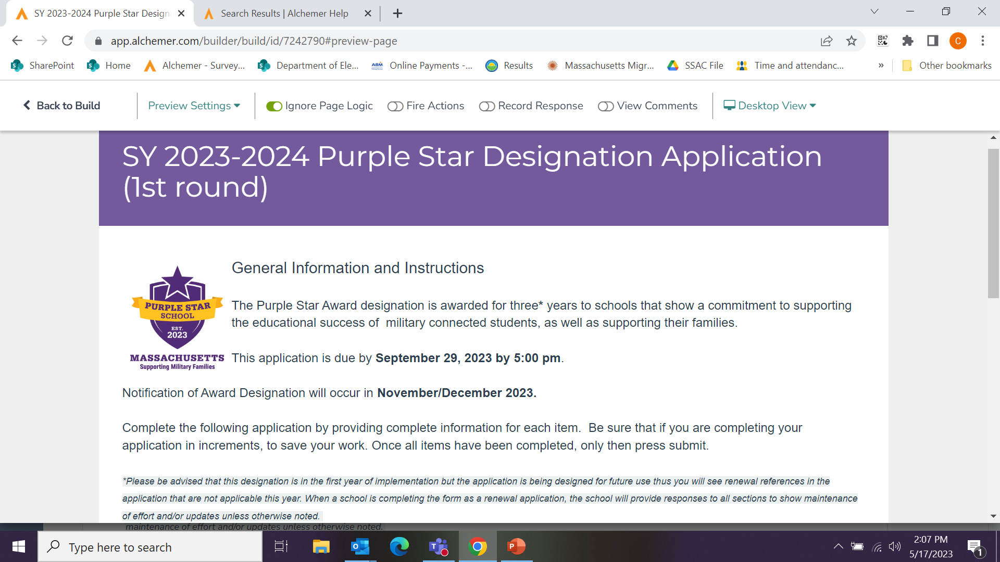 SY 2023-2024 Purple Star Design
Search Results | Alchemer Help
app.alchemer.com/builder/build/id/7242790#preview-page
C
SharePoint
Home
Alchemer - Survey...
Department of Ele...
ABM
Online Payments -...
Results
Massachusetts Migr...
SSAC File
Time and attendanc...
»
Other bookmarks
Back to Build
Preview Settings
Ignore Page Logic
Fire Actions
Record Response
View Comments
Desktop View
SY 2023-2024 Purple Star Designation Application
(1st round)
PURPLE STAR
SCHOOL
EST.
2023
MASSACHUSETTS
Supporting Military Families
General Information and Instructions
The Purple Star Award designation is awarded for three* years to schools that show a commitment to supporting
the educational success of  military connected students, as well as supporting their families.
This application is due by September 29, 2023 by 5:00 pm.
Notification of Award Designation will occur in November/December 2023.
Complete the following application by providing complete information for each item.  Be sure that if you are completing your
application in increments, to save your work. Once all items have been completed, only then press submit.
*Please be advised that this designation is in the first year of implementation but the application is being designed for future use thus you will see renewal references in the
application that are not applicable this year. When a school is completing the form as a renewal application, the school will provide responses to all sections to show maintenance
of effort and/or updates unless otherwise noted.
maintenance of effort and/or updates unless otherwise noted.
Type here to search
2:07 PM
5/17/2023
1